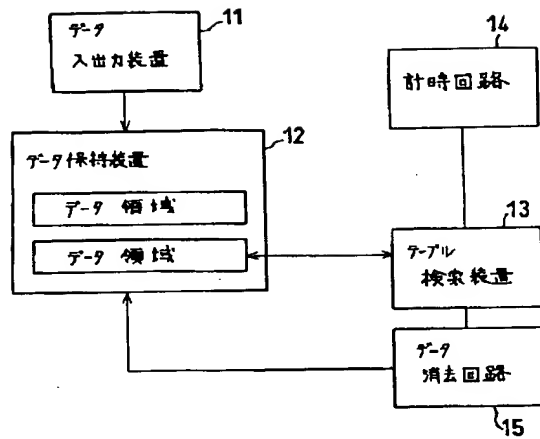 11
データ
入出力装置
14
計時回路
12
データ保持装置
データ 領域
データ 領域
13
テーブル
検索装置
データ
消去回路
15